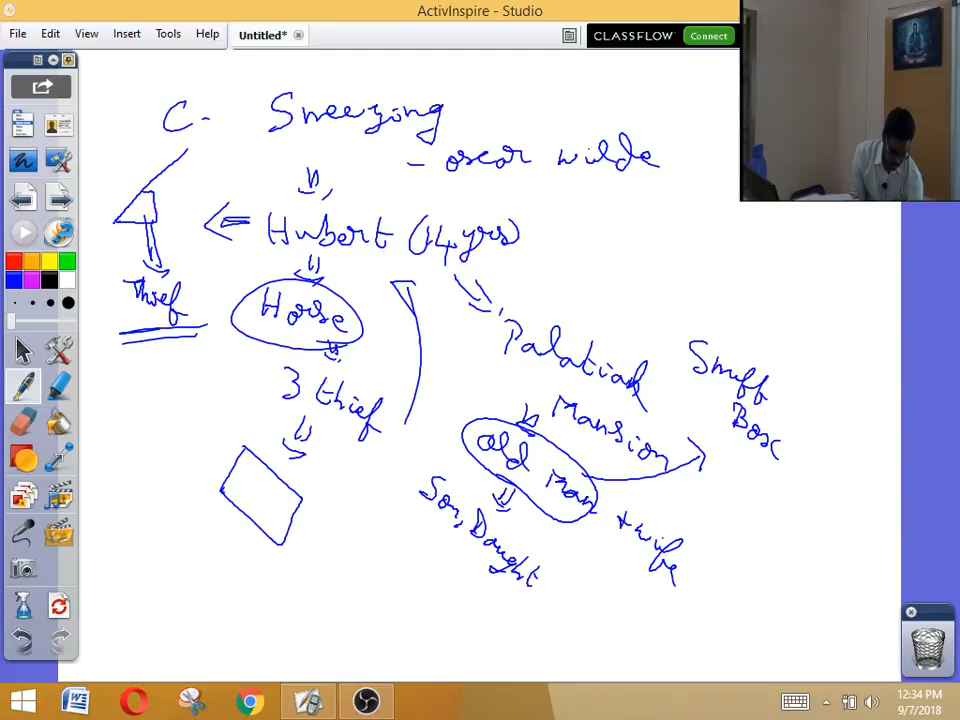 ActivInspire - Studio
File Edit View Insert Tools Help Untitled* CLASSFLOW Connect
C. Sneezing
- oscar wilde
Hubert (14 yrs)
Thief
Horse
3 thief
Palatial
Mansion
Snuff
Box
old
Man
Son, Daught
+ wife
12:34 PM
9/7/2018